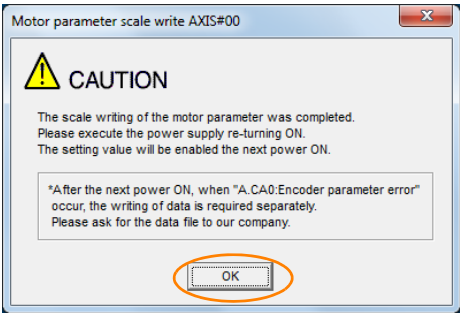 Motor parameter scale write AXIS#00
CAUTION
The scale writing of the motor parameter was completed.
Please execute the power supply re-turning ON.
The setting value will be enabled the next power ON.
*After the next power ON, when "A.CA0:Encoder parameter error"
occur, the writing of data is required separately.
Please ask for the data file to our company.
OK